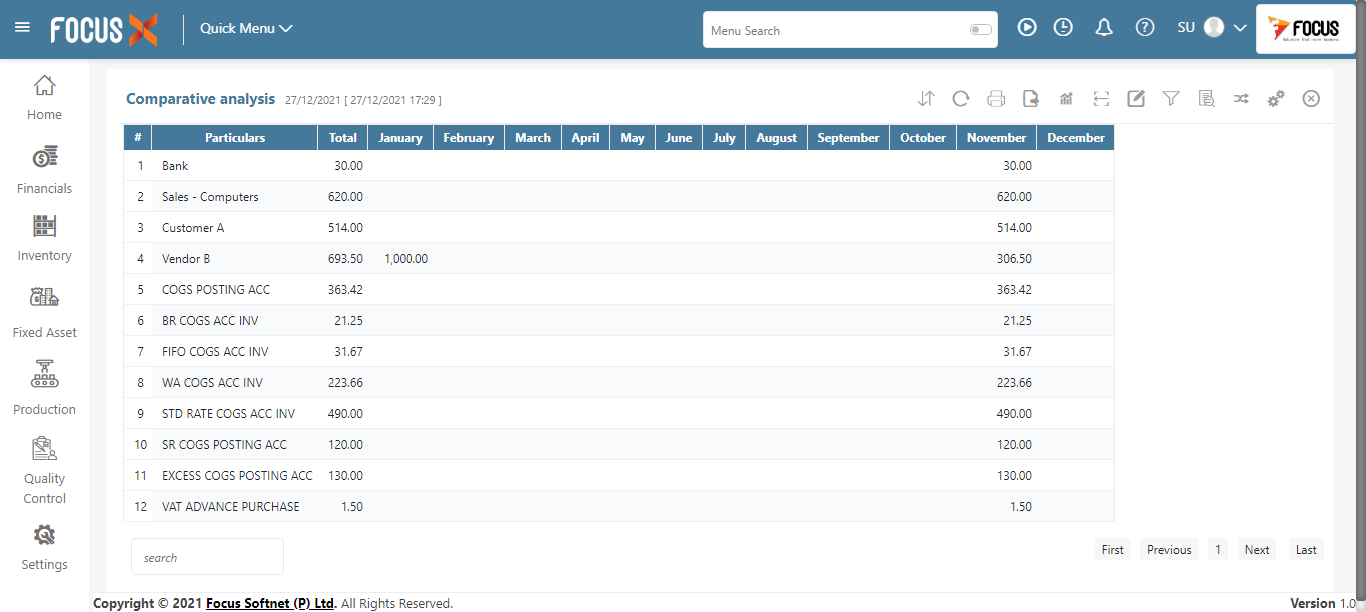 FOCUS X Quick Menu Menu Search SU FOCUS
Comparative analysis 27/12/2021 [ 27/12/2021 17:29 ]
Home
Financials
Inventory
Fixed Asset
Production
Quality
Control
Settings
# Particulars Total January February March April May June July August September October November December
1 Bank 30.00 30.00
2 Sales - Computers 620.00 620.00
3 Customer A 514.00 514.00
4 Vendor B 693.50 1,000.00 306.50
5 COGS POSTING ACC 363.42 363.42
6 BR COGS ACC INV 21.25 21.25
7 FIFO COGS ACC INV 31.67 31.67
8 WA COGS ACC INV 223.66 223.66
9 STD RATE COGS ACC INV 490.00 490.00
10 SR COGS POSTING ACC 120.00 120.00
11 EXCESS COGS POSTING ACC 130.00 130.00
12 VAT ADVANCE PURCHASE 1.50 1.50
search
First Previous 1 Next Last
Copyright © 2021 Focus Softnet (P) Ltd. All Rights Reserved. Version 1.0